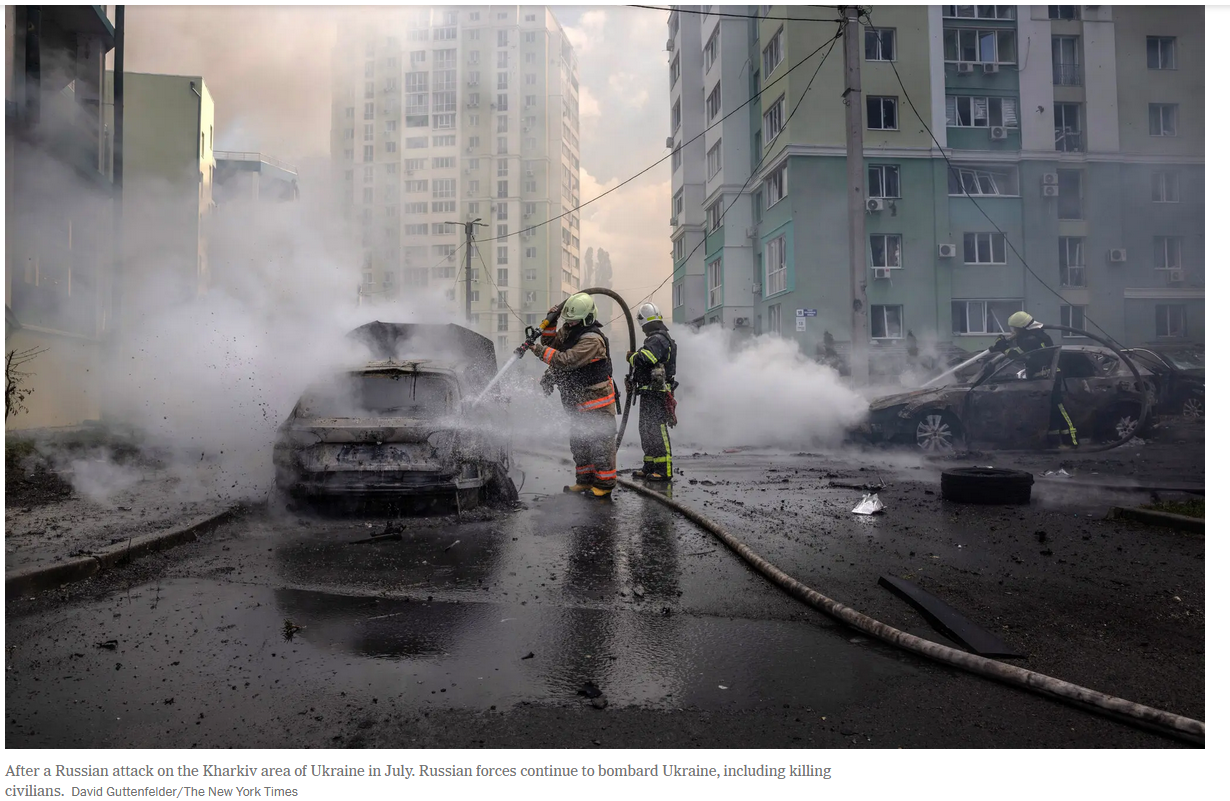 After a Russian attack on the Kharkiv area of Ukraine in July. Russian forces continue to bombard Ukraine, including killing
civilians. David Guttenfelder/The New York Times